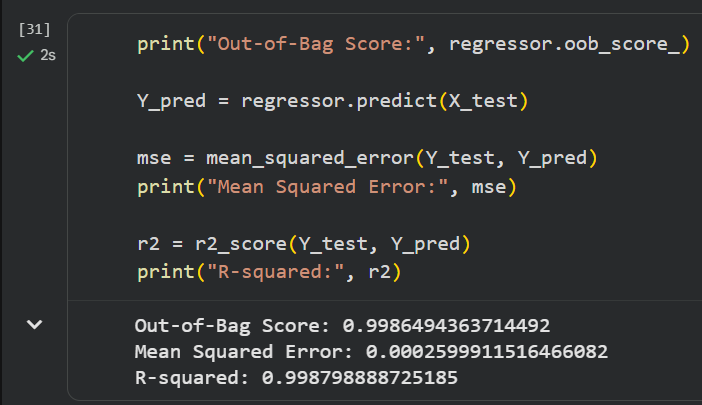 [31]
2s
print("Out-of-Bag Score:", regressor.oob_score_)
Y_pred = regressor.predict(X_test)
mse = mean_squared_error(Y_test, Y_pred)
print("Mean Squared Error:", mse)
r2 = r2_score(Y_test, Y_pred)
print("R-squared:", r2)
Out-of-Bag Score: 0.9986494363714492
Mean Squared Error: 0.0002599911516466082
R-squared: 0.998798888725185